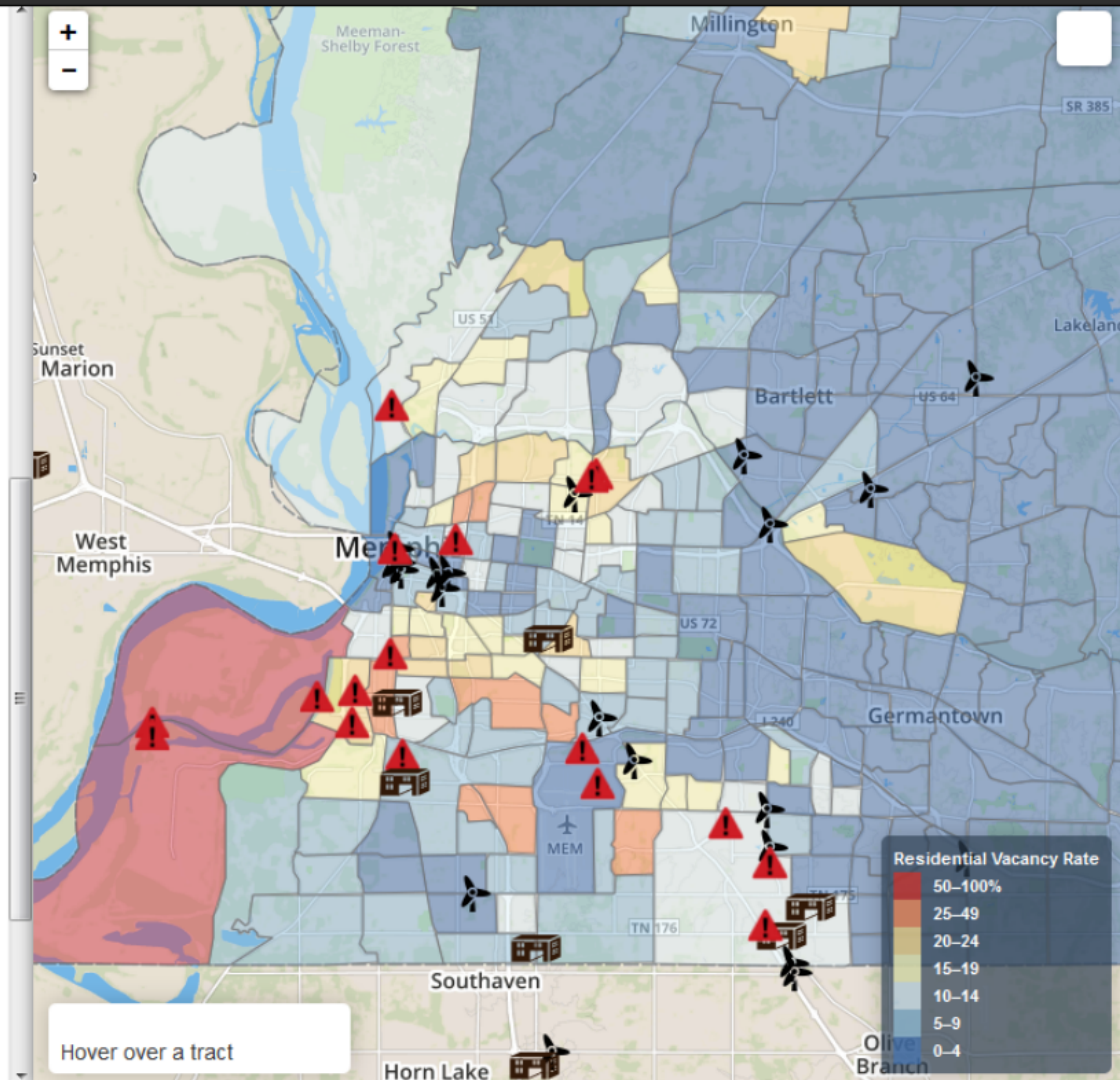 +
−
Meeman-
Shelby Forest
Millington
SR 385
US 51
Lakeland
Sunset
Marion
Bartlett
US 64
TN 14
West
Memphis
Memphis
US 72
I 240
Germantown
MEM
TN 175
TN 176
Southaven
Horn Lake
Olive
Branch
Hover over a tract
Residential Vacancy Rate
50–100%
25–49
20–24
15–19
10–14
5–9
0–4